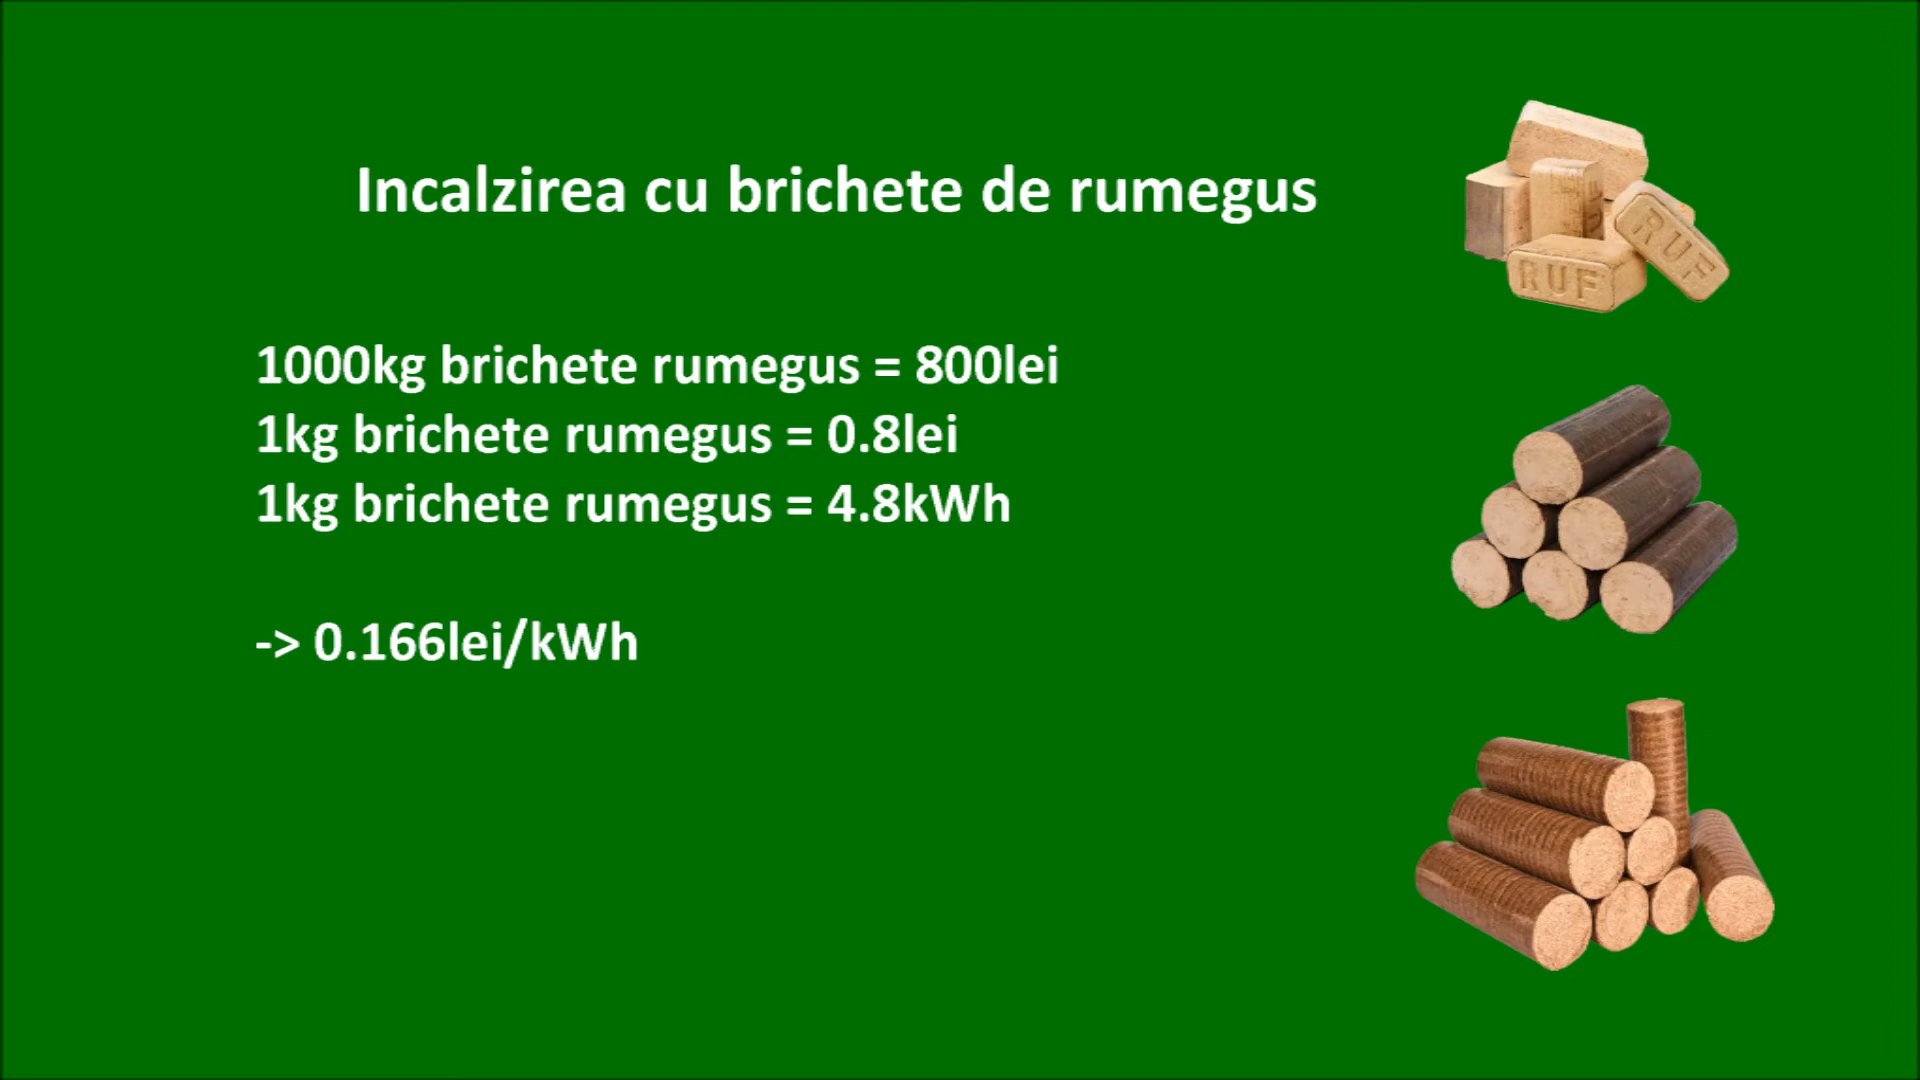 Incalzirea cu brichete de rumegus
1000kg brichete rumegus = 800lei
1kg brichete rumegus = 0.8lei
1kg brichete rumegus = 4.8kWh
-> 0.166lei/kWh
RUF
RUF